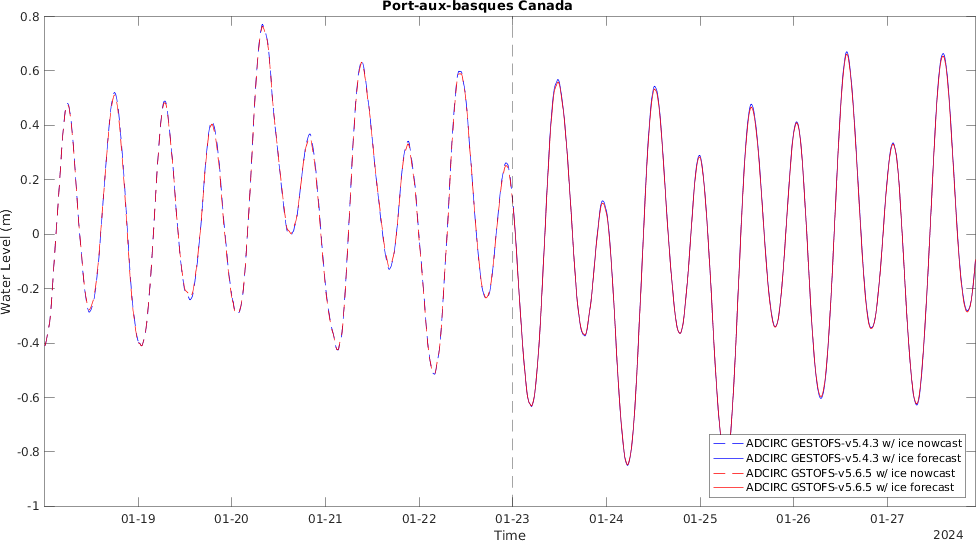 Port-aux-basques Canada
0.8
0.6
0.4
0.2
0
-0.2
-0.4
-0.6
-0.8
-1
Water Level (m)
01-19 01-20 01-21 01-22 01-23 01-24 01-25 01-26 01-27
Time
2024
ADCIRC GESTOFS-v5.4.3 w/ ice nowcast
ADCIRC GESTOFS-v5.4.3 w/ ice forecast
ADCIRC GSTOFS-v5.6.5 w/ ice nowcast
ADCIRC GSTOFS-v5.6.5 w/ ice forecast